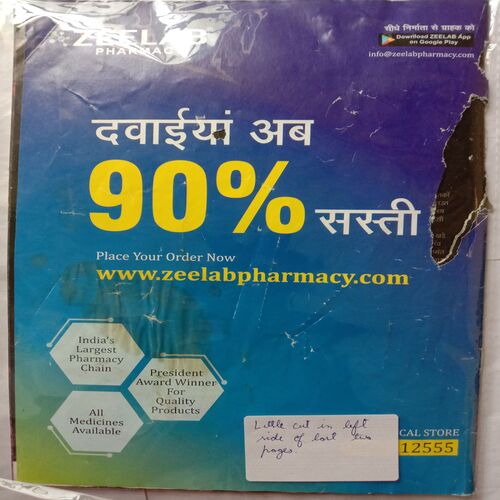 ZEELAB
PHARMACY
सीधे निर्माता से ग्राहक को
Download ZEELAB App
on Google Play
info@zeelabpharmacy.com
दवाईयां अब
90% सस्ती
Place Your Order Now
www.zeelabpharmacy.com
India's
Largest
Pharmacy
Chain
President
Award Winner
For
Quality
Products
All
Medicines
Available
Little cut in left
side of last two
pages.
CAL STORE
12555